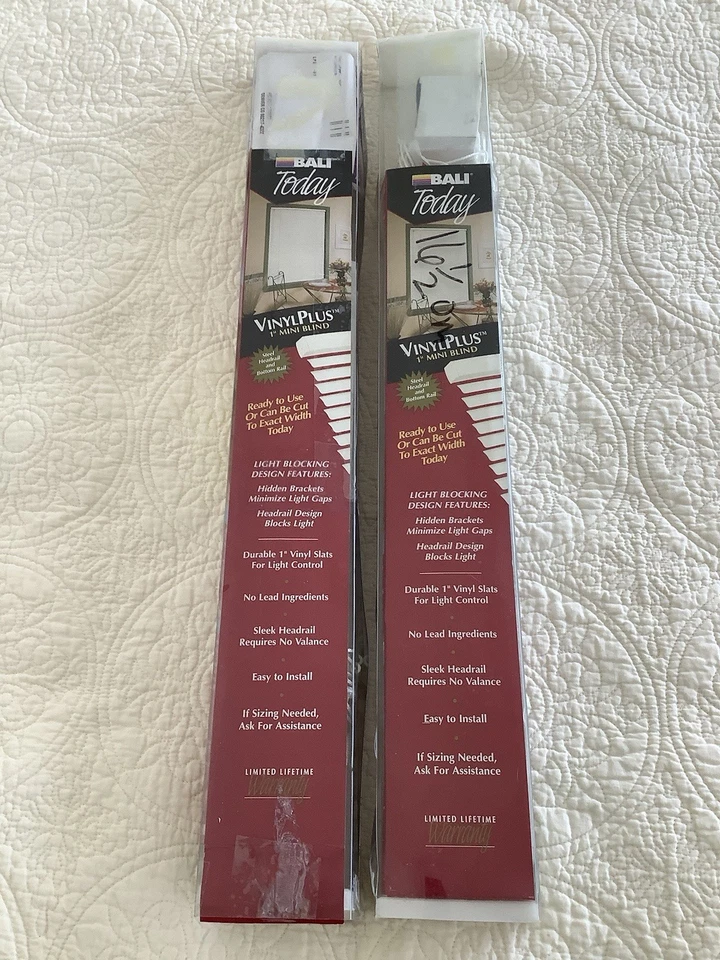 BALI
Today
VINYLPLUS™
1" MINI BLIND
Steel
Headrail
and
Bottom Rail
Ready to Use
Or Can Be Cut
To Exact Width
Today
LIGHT BLOCKING
DESIGN FEATURES:
Hidden Brackets
Minimize Light Gaps
Headrail Design
Blocks Light
Durable 1" Vinyl Slats
For Light Control
No Lead Ingredients
Sleek Headrail
Requires No Valance
Easy to Install
If Sizing Needed,
Ask For Assistance
LIMITED LIFETIME
Warranty
BALI
Today
VINYLPLUS™
1" MINI BLIND
Steel
Headrail
and
Bottom Rail
Ready to Use
Or Can Be Cut
To Exact Width
Today
LIGHT BLOCKING
DESIGN FEATURES:
Hidden Brackets
Minimize Light Gaps
Headrail Design
Blocks Light
Durable 1" Vinyl Slats
For Light Control
No Lead Ingredients
Sleek Headrail
Requires No Valance
Easy to Install
If Sizing Needed,
Ask For Assistance
LIMITED LIFETIME
Warranty